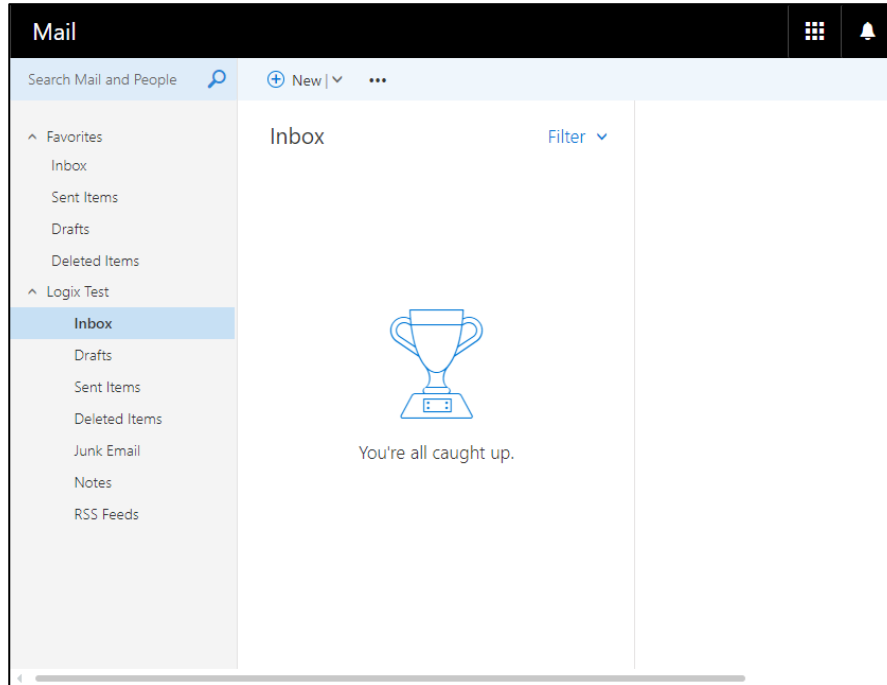 Mail
Search Mail and People
New
Favorites
Inbox
Sent Items
Drafts
Deleted Items
Logix Test
Inbox
Drafts
Sent Items
Deleted Items
Junk Email
Notes
RSS Feeds
Inbox
Filter
You're all caught up.